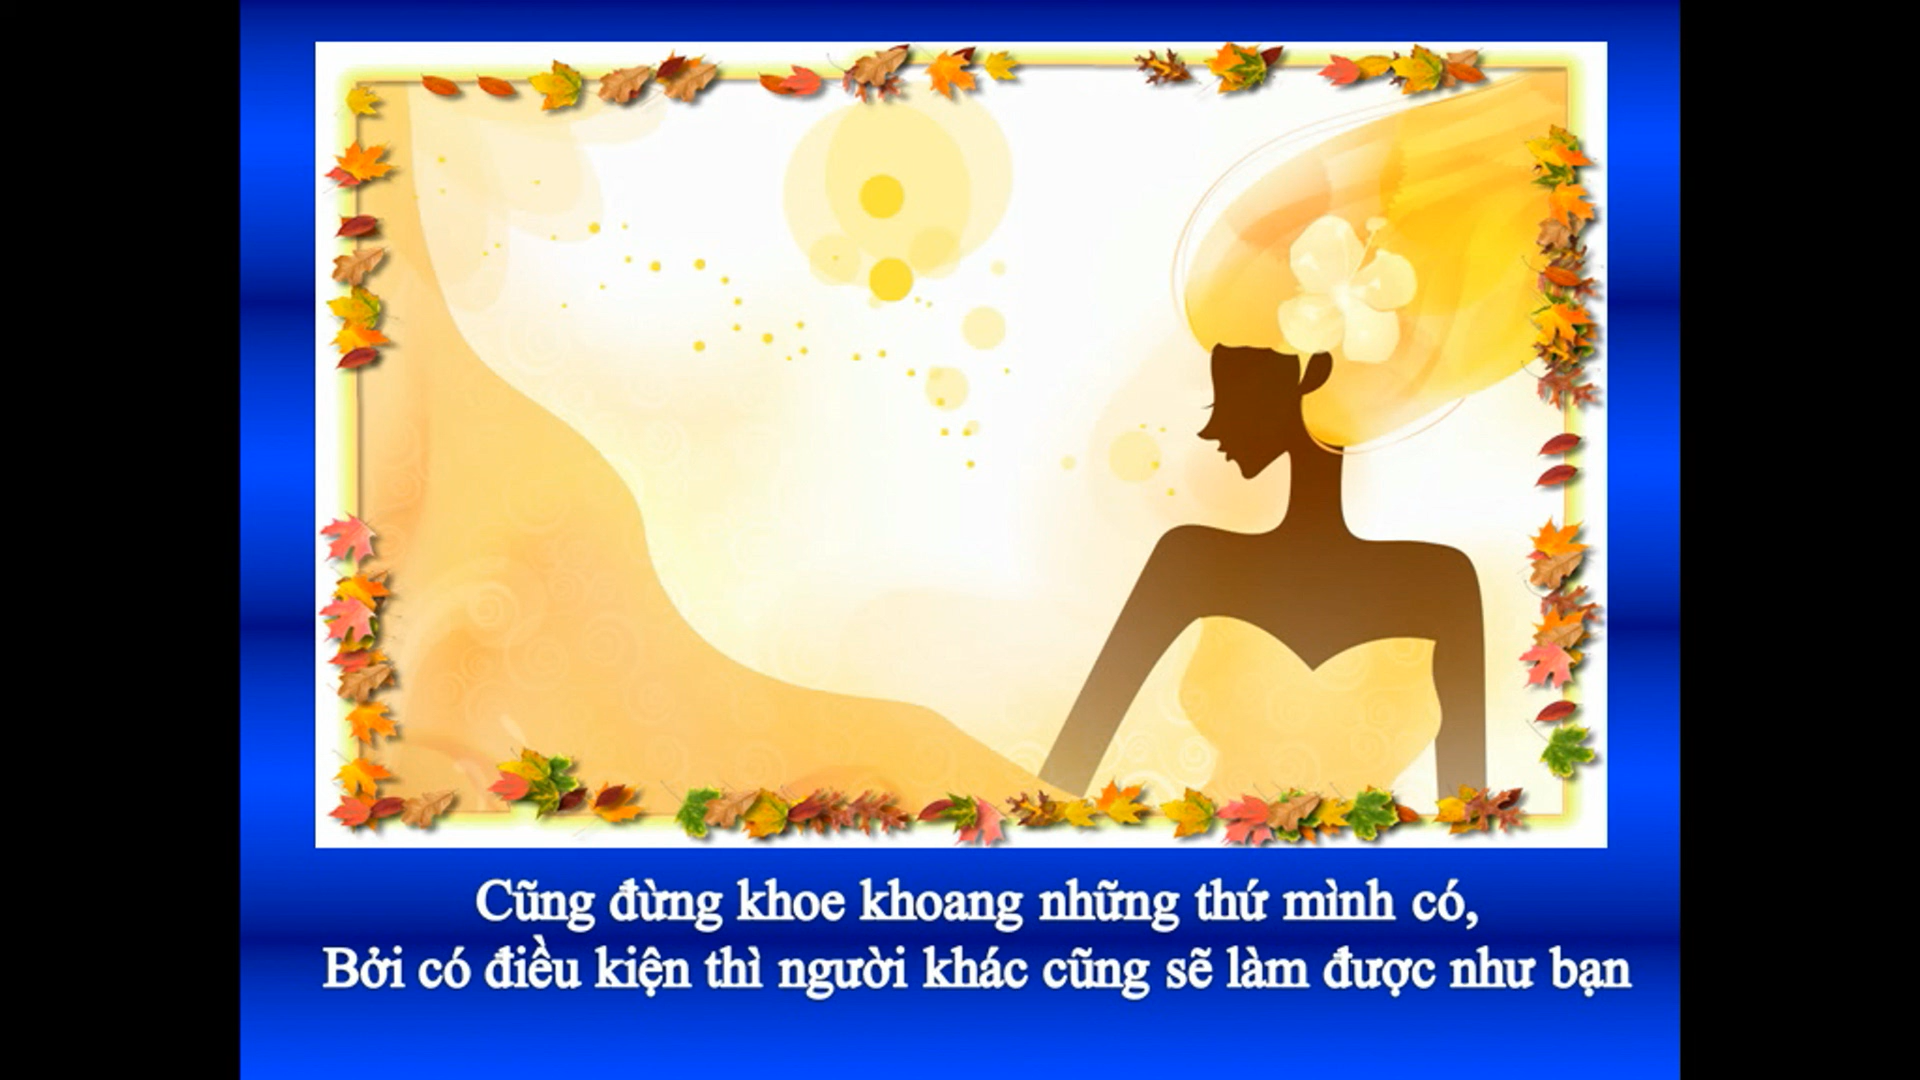 Cũng đừng khoe khoang những thứ mình có,
Bởi có điều kiện thì người khác cũng sẽ làm được như bạn